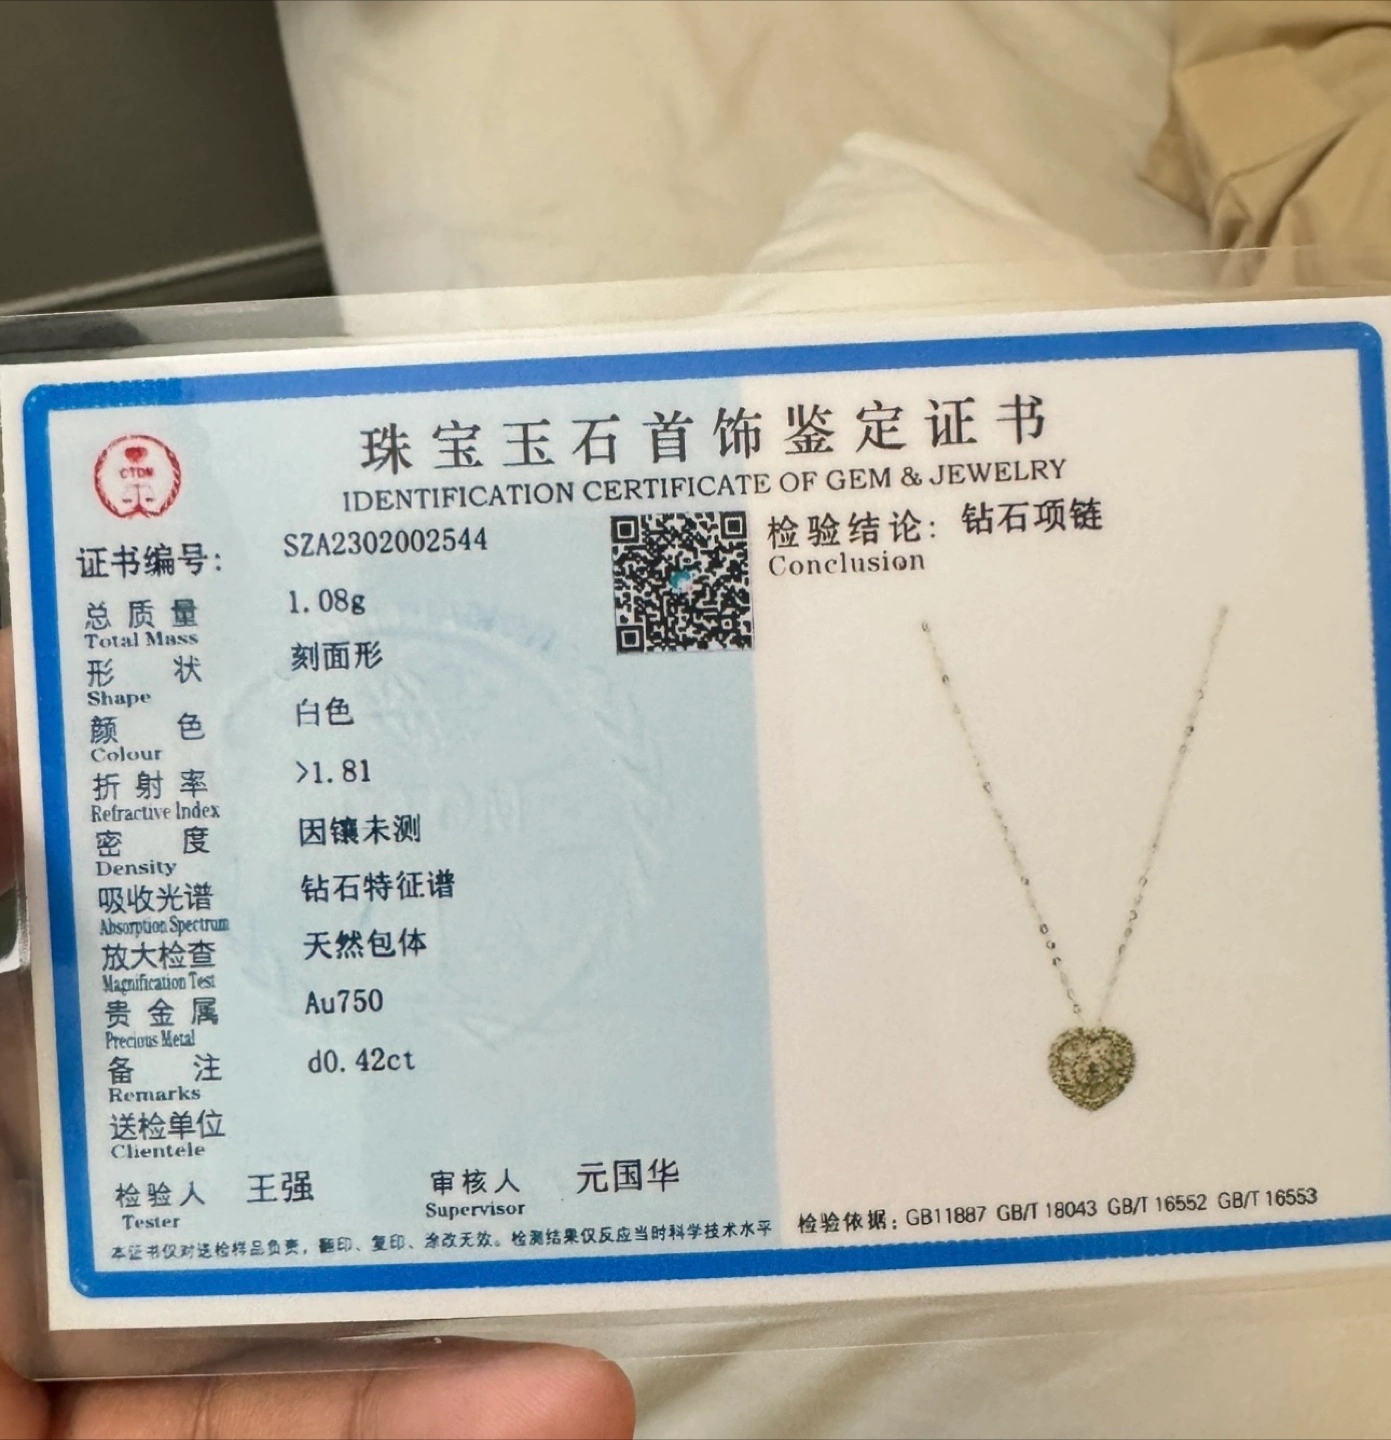 珠宝玉石首饰鉴定证书
IDENTIFICATION CERTIFICATE OF GEM & JEWELRY
CTDN
证书编号: SZA2302002544
总质量 1.08g
Total Mass
形状 刻面形
Shape
颜色 白色
Colour
折射率 >1.81
Refractive Index
密度 因镶未测
Density
吸收光谱 钻石特征谱
Absorption Spectrum
放大检查 天然包体
Magnification Test
贵金属 Au750
Precious Metal
备注 d0.42ct
Remarks
送检单位
Clientele
检验人 王强 审核人 元国华
Tester Supervisor
本证书仅对送检样品负责，翻印、复印、涂改无效。检测结果仅反应当时科学技术水平
检验结论: 钻石项链
Conclusion
检验依据: GB11887 GB/T 18043 GB/T 16552 GB/T 16553